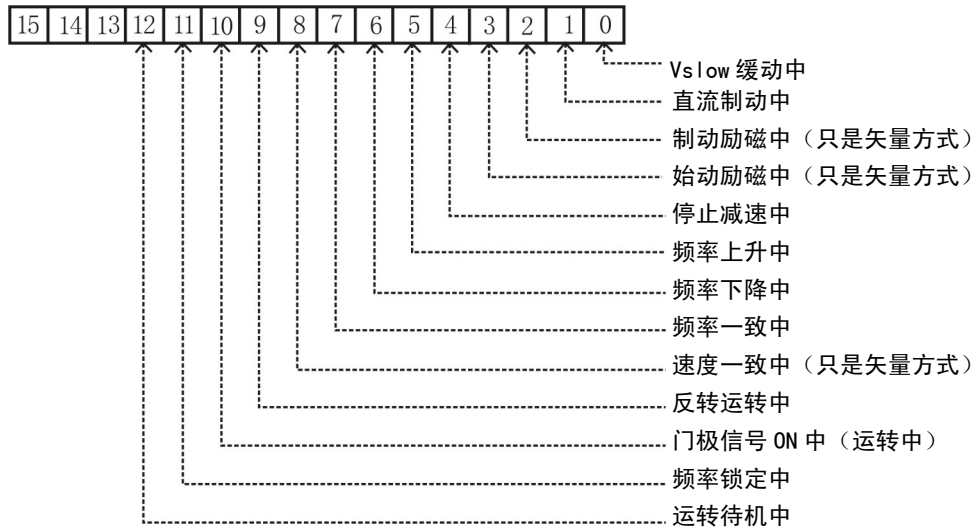 15 14 13 12 11 10 9 8 7 6 5 4 3 2 1 0
Vslow 缓动中
直流制动中
制动励磁中（只是矢量方式）
始动励磁中（只是矢量方式）
停止减速中
频率上升中
频率下降中
频率一致中
速度一致中（只是矢量方式）
反转运转中
门极信号 ON 中（运转中）
频率锁定中
运转待机中